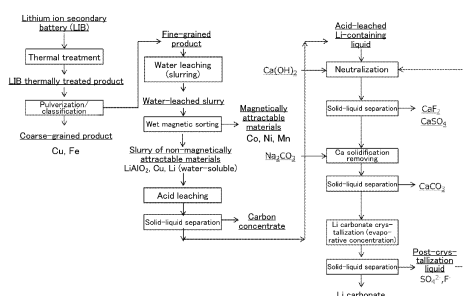 Lithium ion secondary
battery (LIB)
Thermal treatment
LIB thermally treated product
Pulverization/
classification
Coarse-grained product
Cu, Fe
Fine-grained
product
Water leaching
(slurring)
Water-leached slurry
Wet magnetic sorting
Magnetically
attractable
materials
Co, Ni, Mn
Slurry of non-magnetically
attractable materials
LiAlO₂, Cu, Li (water-soluble)
Acid leaching
Solid-liquid separation
Carbon
concentrate
Acid-leached
Li-containing
liquid
Ca(OH)₂
Neutralization
Solid-liquid separation
CaF₂
CaSO₄
Na₂CO₃
Ca solidification
removing
Solid-liquid separation
CaCO₂
Li carbonate crys-
tallization (evapo-
rative concentration)
Solid-liquid separation
Post-crys-
tallization
liquid
SO₄²⁻, F⁻
Li carbonate